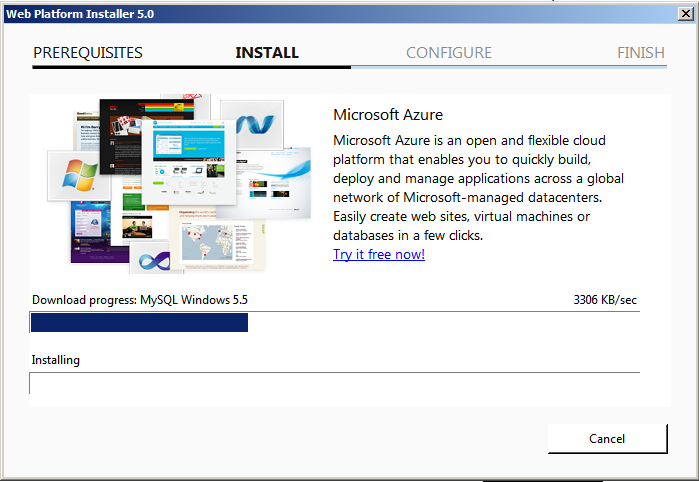 Web Platform Installer 5.0
PREREQUISITES
INSTALL
CONFIGURE
FINISH
Microsoft Azure
Microsoft Azure is an open and flexible cloud
platform that enables you to quickly build,
deploy and manage applications across a global
network of Microsoft-managed datacenters.
Easily create web sites, virtual machines or
databases in a few clicks.
Try it free now!
Download progress: MySQL Windows 5.5
3306 KB/sec
Installing
Cancel